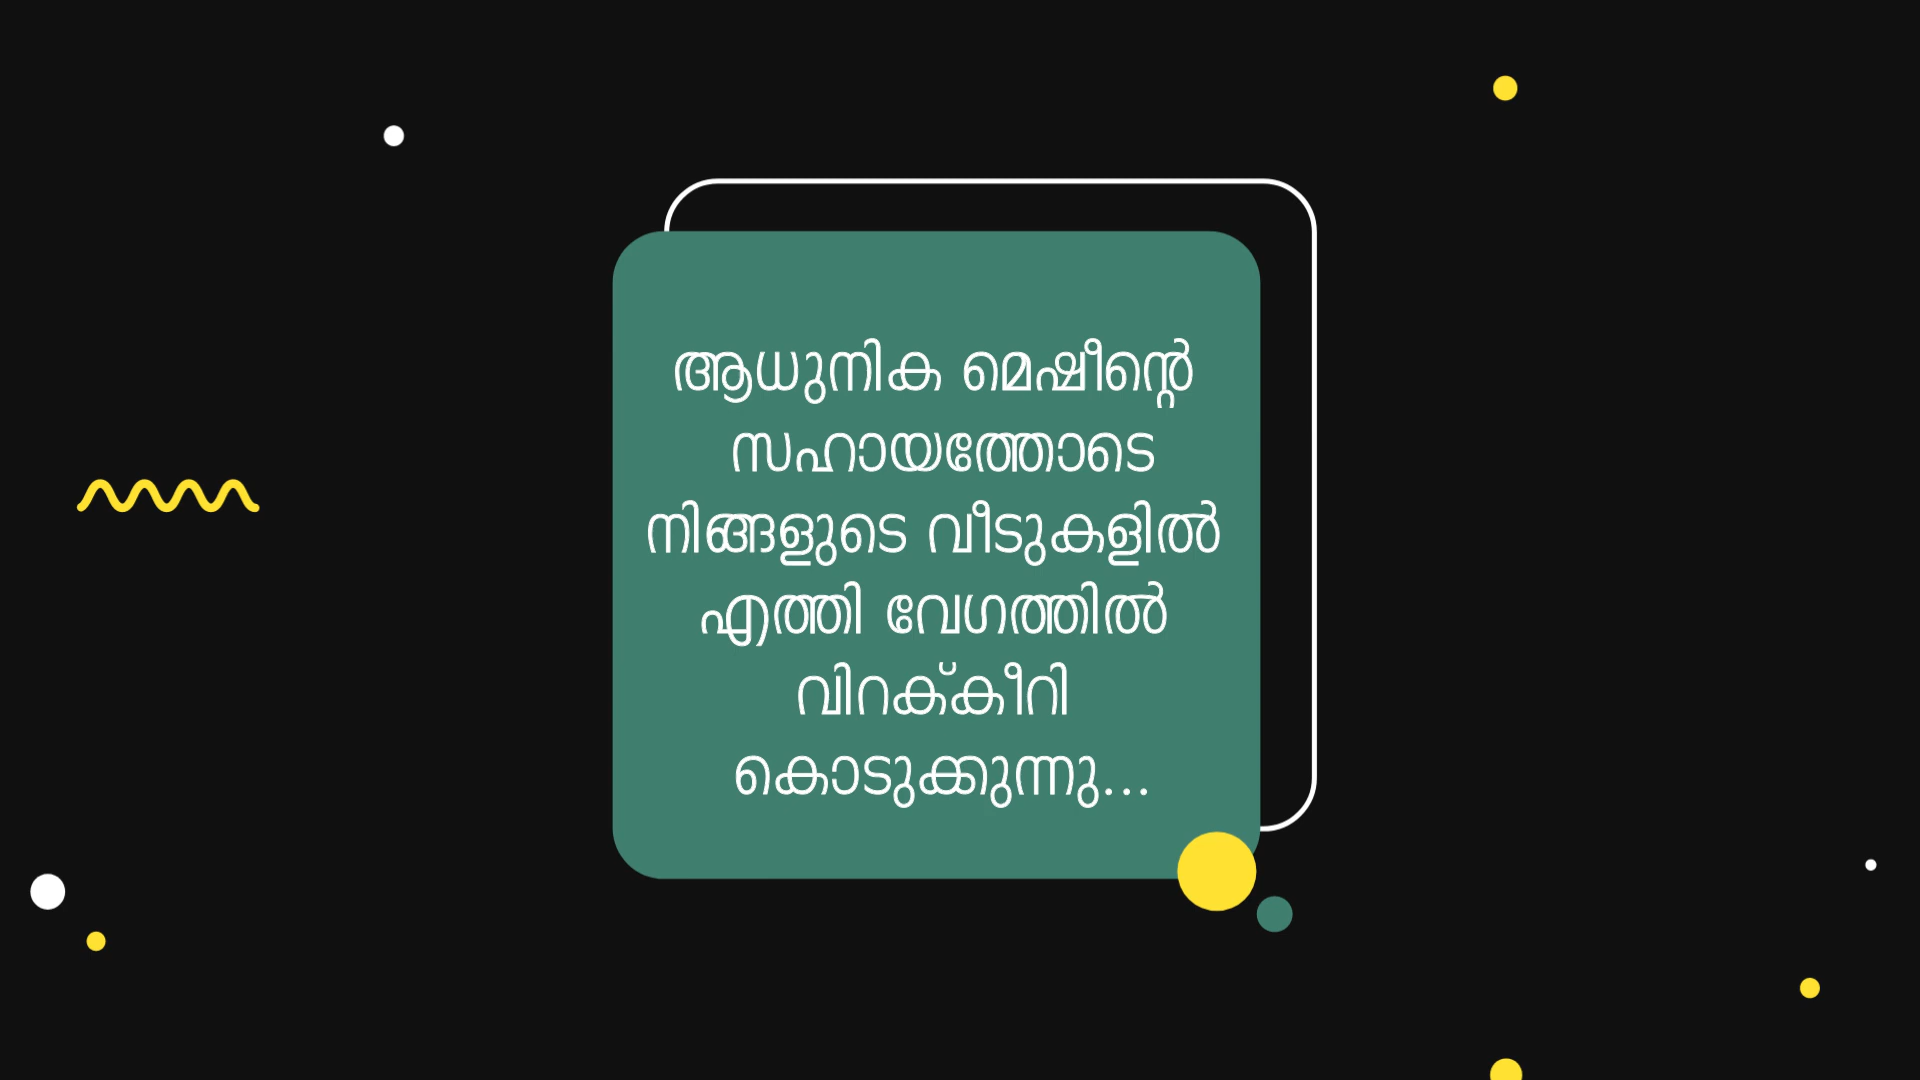 ആധുനിക മെഷീന്റെ
സഹായത്തോടെ
നിങ്ങളുടെ വീടുകളിൽ
എത്തി വേഗത്തിൽ
വിറക്കീറി
കൊടുക്കുന്നു...